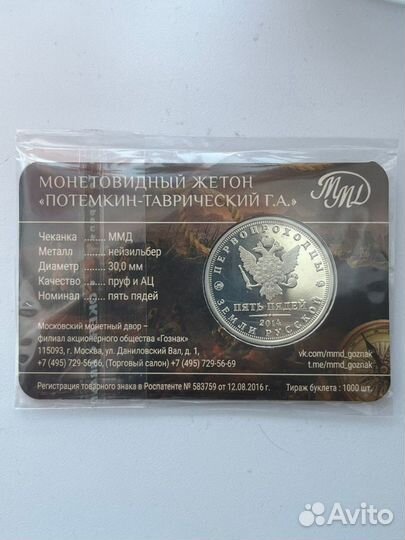 МОНЕТОВИДНЫЙ ЖЕТОН
«ПОТЕМКИН-ТАВРИЧЕСКИЙ Г.А.»
ММД
Чеканка ..... ММД
Металл ....... нейзильбер
Диаметр ..... 30,0 мм
Качество .... пруф и АЦ
Номинал .... пять пядей
ПЕРВОПРОХОДЦЫ
ПЯТЬ ПЯДЕЙ
2014
ЗЕМЛИ РУССКОЙ
Московский монетный двор –
филиал акционерного общества «Гознак»
115093, г. Москва, ул. Даниловский Вал, д. 1,
+7 (495) 729-56-66, (Торговый салон) +7 (495) 729-56-69
vk.com/mmd_goznak
t.me/mmd_goznak
Регистрация товарного знака в Роспатенте № 583759 от 12.08.2016 г.
Тираж буклета : 1000 шт.
Avito